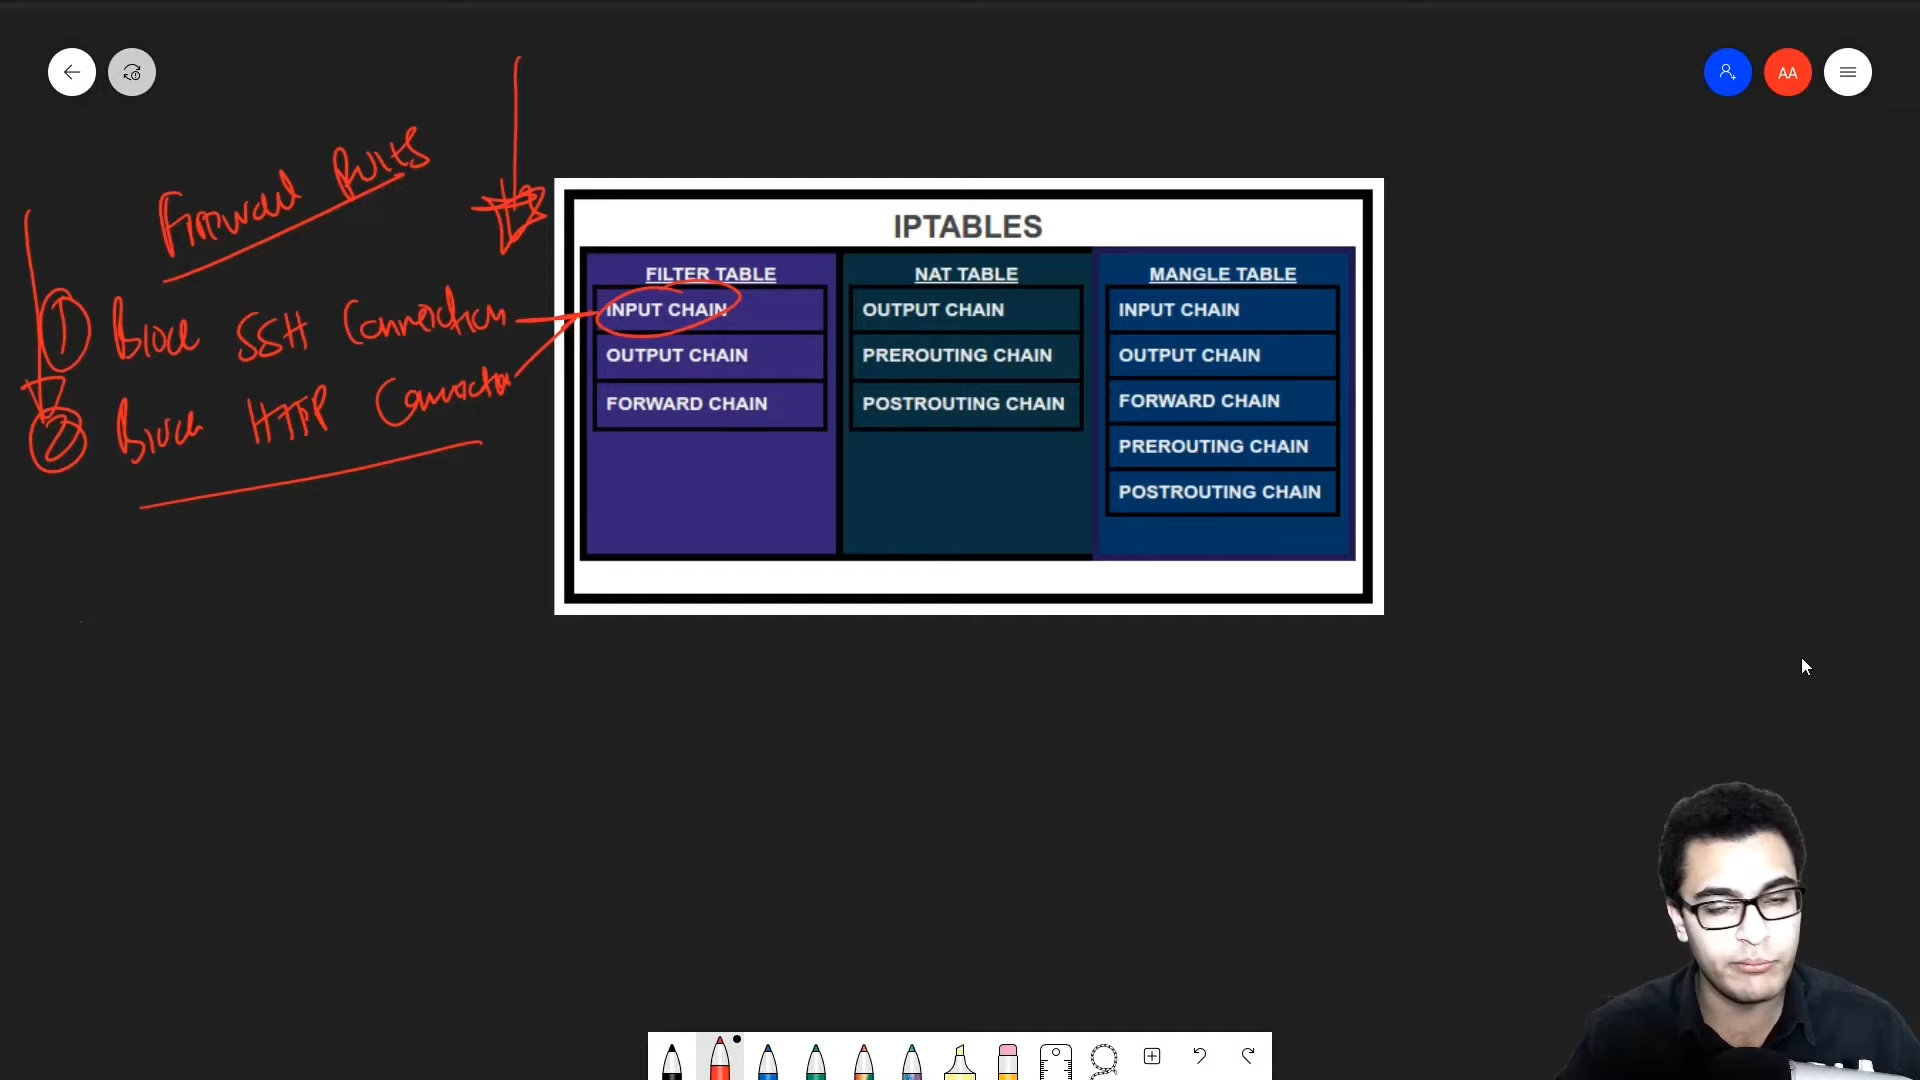 AA
Firewall Rules
① Block SSH Connection
② Block HTTP Connection
IPTABLES
FILTER TABLE
INPUT CHAIN
OUTPUT CHAIN
FORWARD CHAIN
NAT TABLE
OUTPUT CHAIN
PREROUTING CHAIN
POSTROUTING CHAIN
MANGLE TABLE
INPUT CHAIN
OUTPUT CHAIN
FORWARD CHAIN
PREROUTING CHAIN
POSTROUTING CHAIN